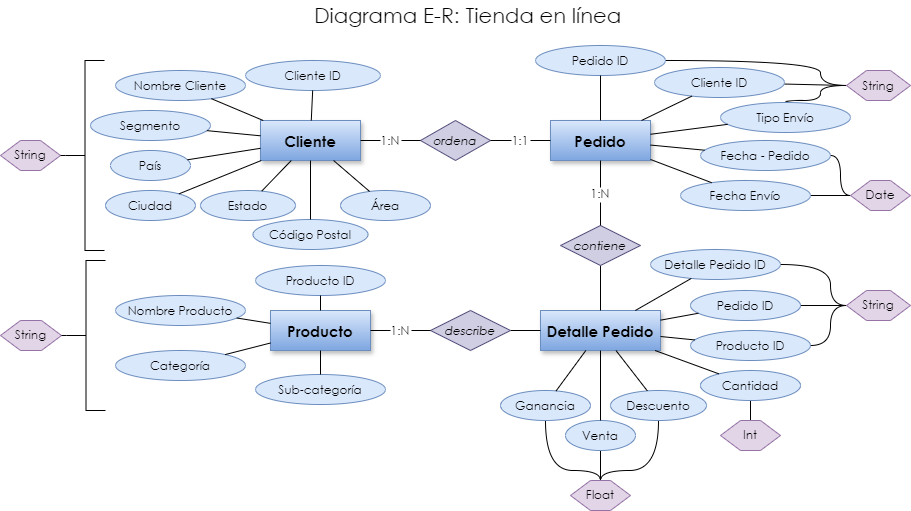 Diagrama E-R: Tienda en línea
Pedido ID
Cliente ID
Nombre Cliente
Cliente ID
String
Segmento
Tipo Envío
Cliente
1:N
ordena
1:1
Pedido
String
País
Fecha - Pedido
Ciudad
Estado
Área
1:N
Fecha Envío
Date
Código Postal
contiene
Detalle Pedido ID
Producto ID
Nombre Producto
Pedido ID
String
String
Producto
1:N
describe
Detalle Pedido
Producto ID
Categoría
Sub-categoría
Cantidad
Ganancia
Descuento
Venta
Int
Float